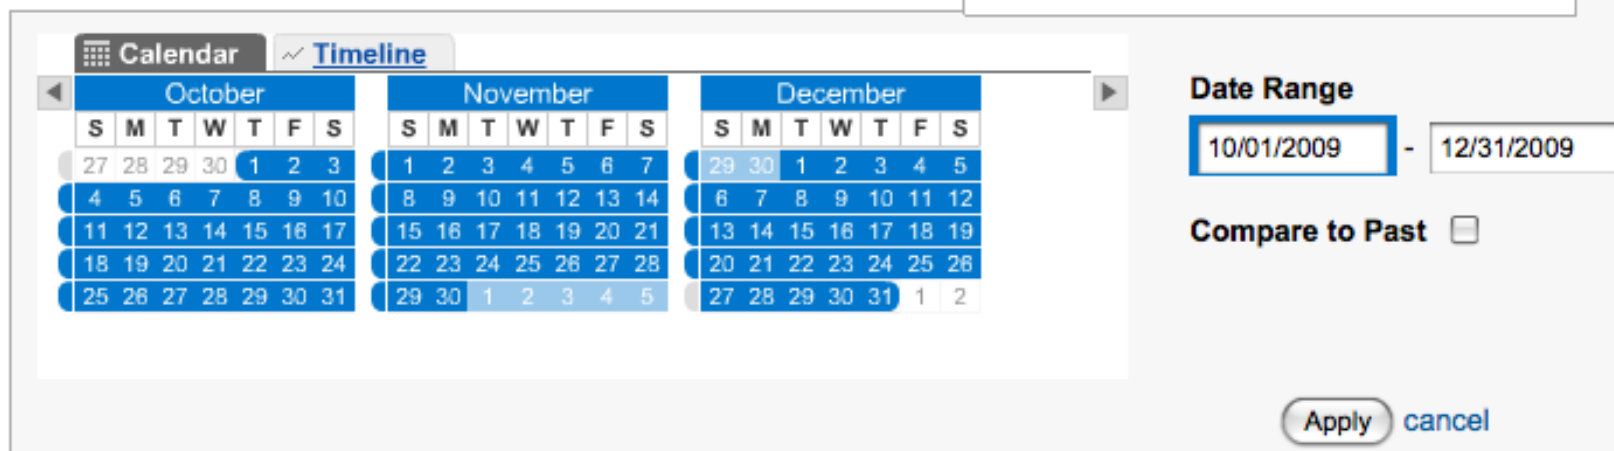 Calendar Timeline
October November December
S M T W T F S S M T W T F S S M T W T F S
27 28 29 30 1 2 3 1 2 3 4 5 6 7 29 30 1 2 3 4 5
4 5 6 7 8 9 10 8 9 10 11 12 13 14 6 7 8 9 10 11 12
11 12 13 14 15 16 17 15 16 17 18 19 20 21 13 14 15 16 17 18 19
18 19 20 21 22 23 24 22 23 24 25 26 27 28 20 21 22 23 24 25 26
25 26 27 28 29 30 31 29 30 1 2 3 4 5 27 28 29 30 31 1 2
Date Range
10/01/2009 - 12/31/2009
Compare to Past
Apply cancel